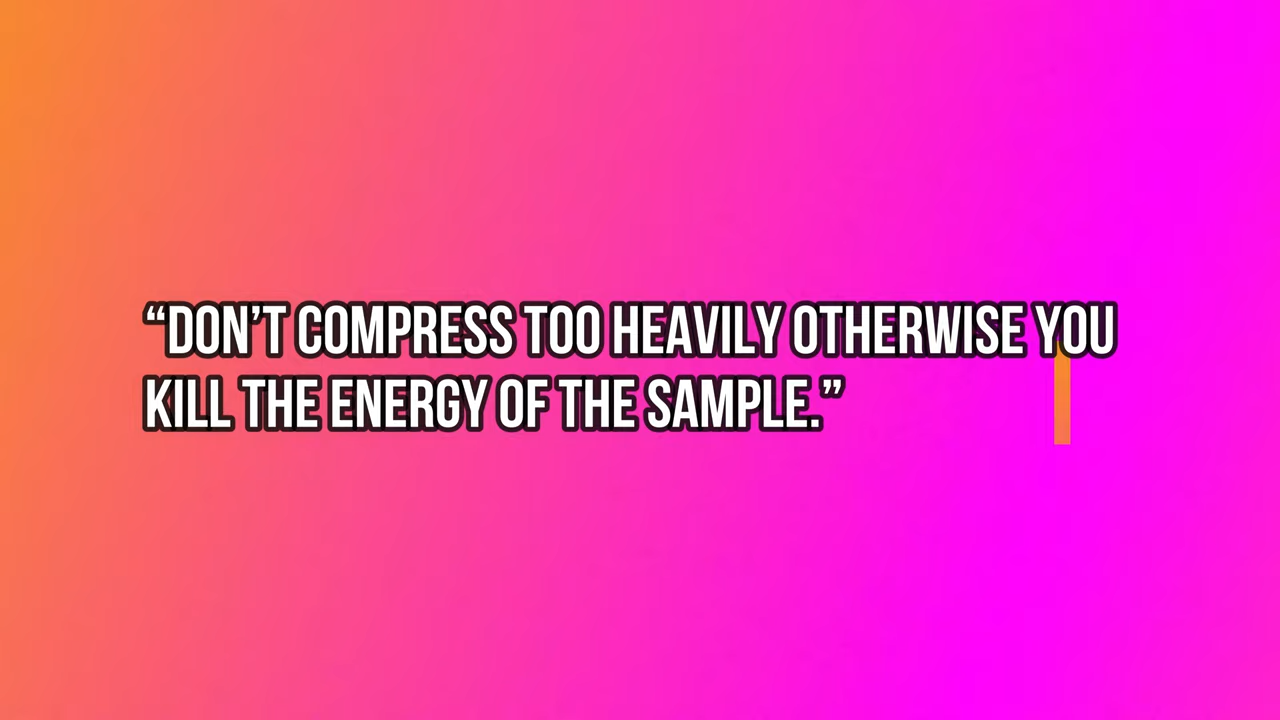 “DON’T COMPRESS TOO HEAVILY OTHERWISE YOU
KILL THE ENERGY OF THE SAMPLE.”